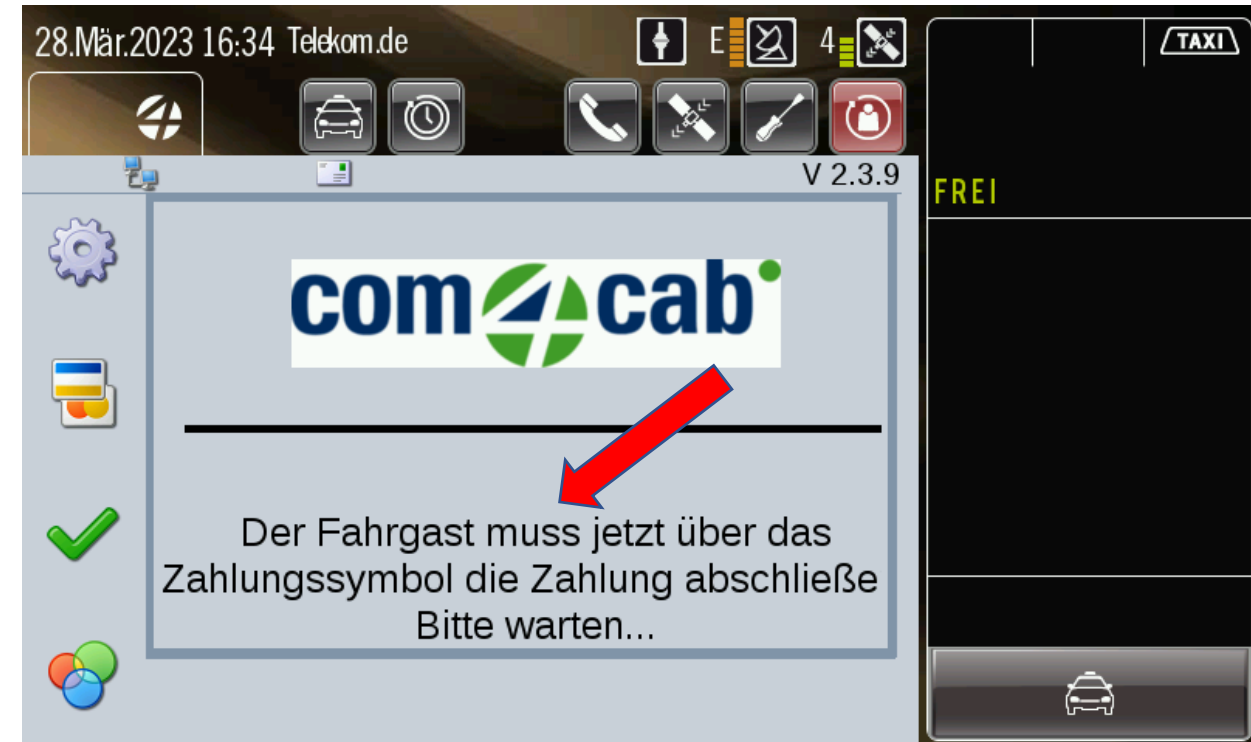 28.Mär.2023 16:34 Telekom.de E 4 TAXI
V 2.3.9
FREI
com4cab
Der Fahrgast muss jetzt über das
Zahlungssymbol die Zahlung abschließe
Bitte warten...